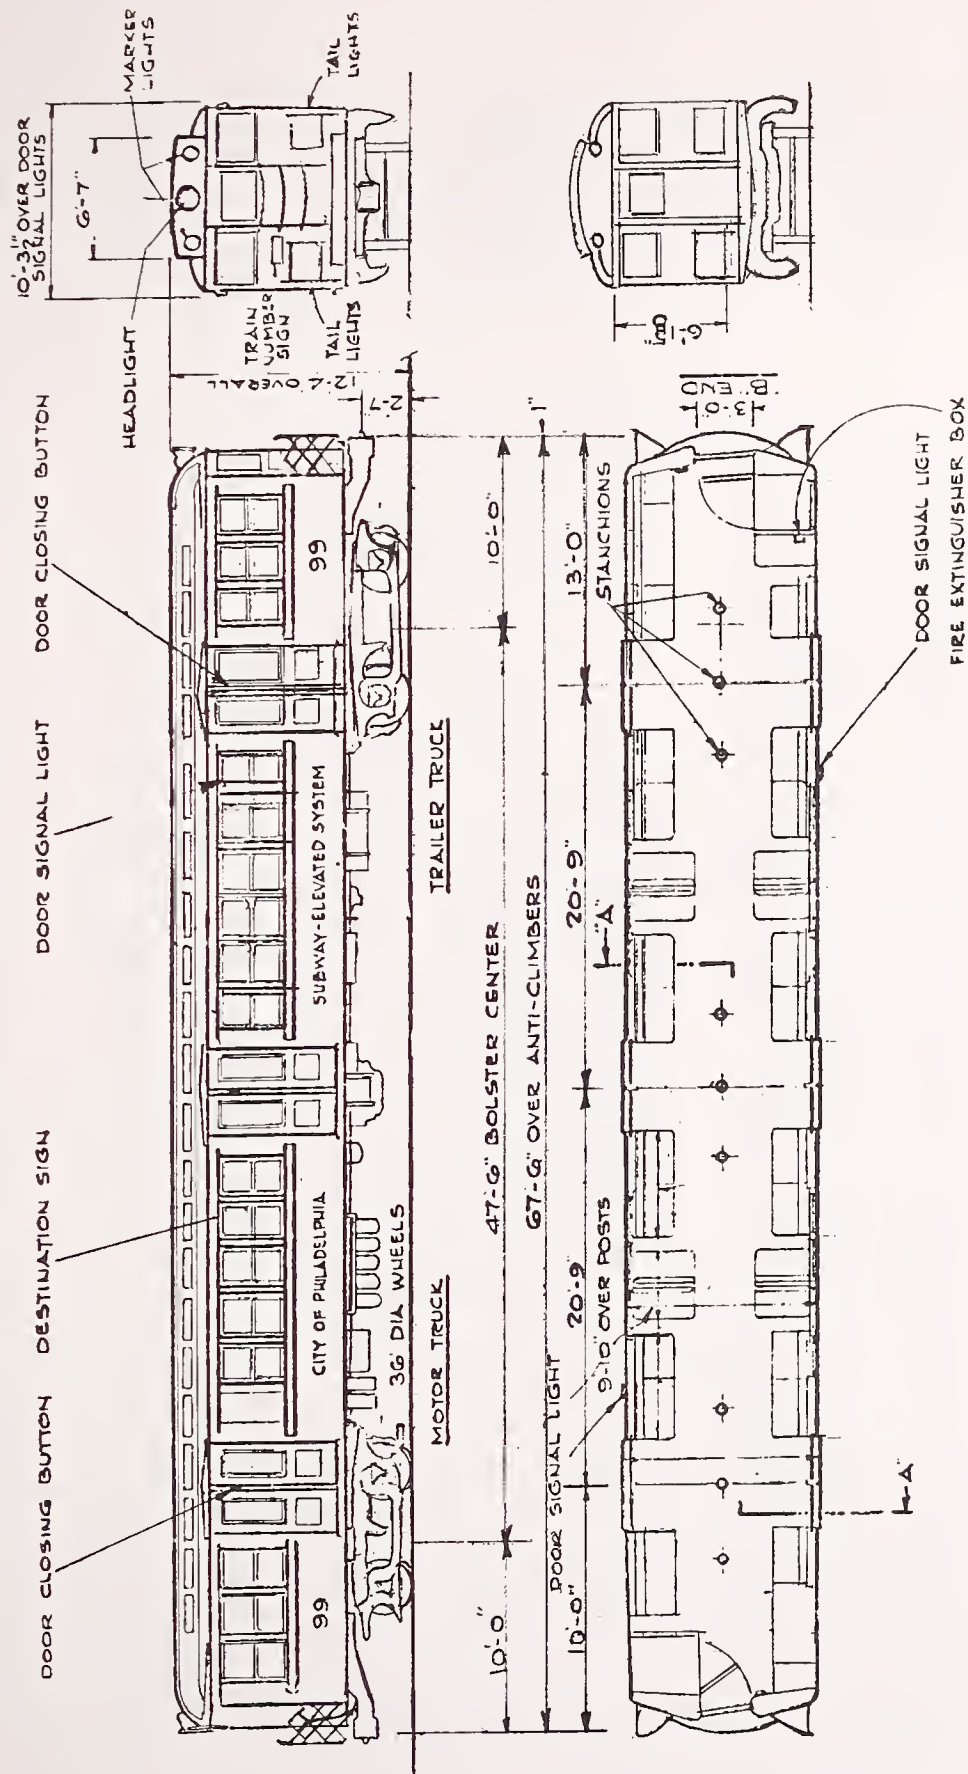 DOOR CLOSING BUTTON
DESTINATION SIGN
DOOR SIGNAL LIGHT
DOOR CLOSING BUTTON
HEADLIGHT
10'-3½" OVER DOOR
SIGNAL LIGHTS
6'-7"
MARKER
LIGHTS
TRAIN
NUMBER
SIGN
TAIL
LIGHTS
TAIL
LIGHTS
OVERALL
2'-7
99
CITY OF PHILADELPHIA
SUBWAY-ELEVATED SYSTEM
99
36" DIA WHEELS
MOTOR TRUCK
TRAILER TRUCK
10'-0"
47'-6" BOLSTER CENTER
10'-0"
67'-6" OVER ANTI-CLIMBERS
1"
DOOR SIGNAL LIGHT
10'-0"
20'-9"
20'-9"
13'-0"
9'-10" OVER POSTS
STANCHIONS
"A"
"A"
3'-0"
"B" END
DOOR SIGNAL LIGHT
FIRE EXTINGUISHER BOX